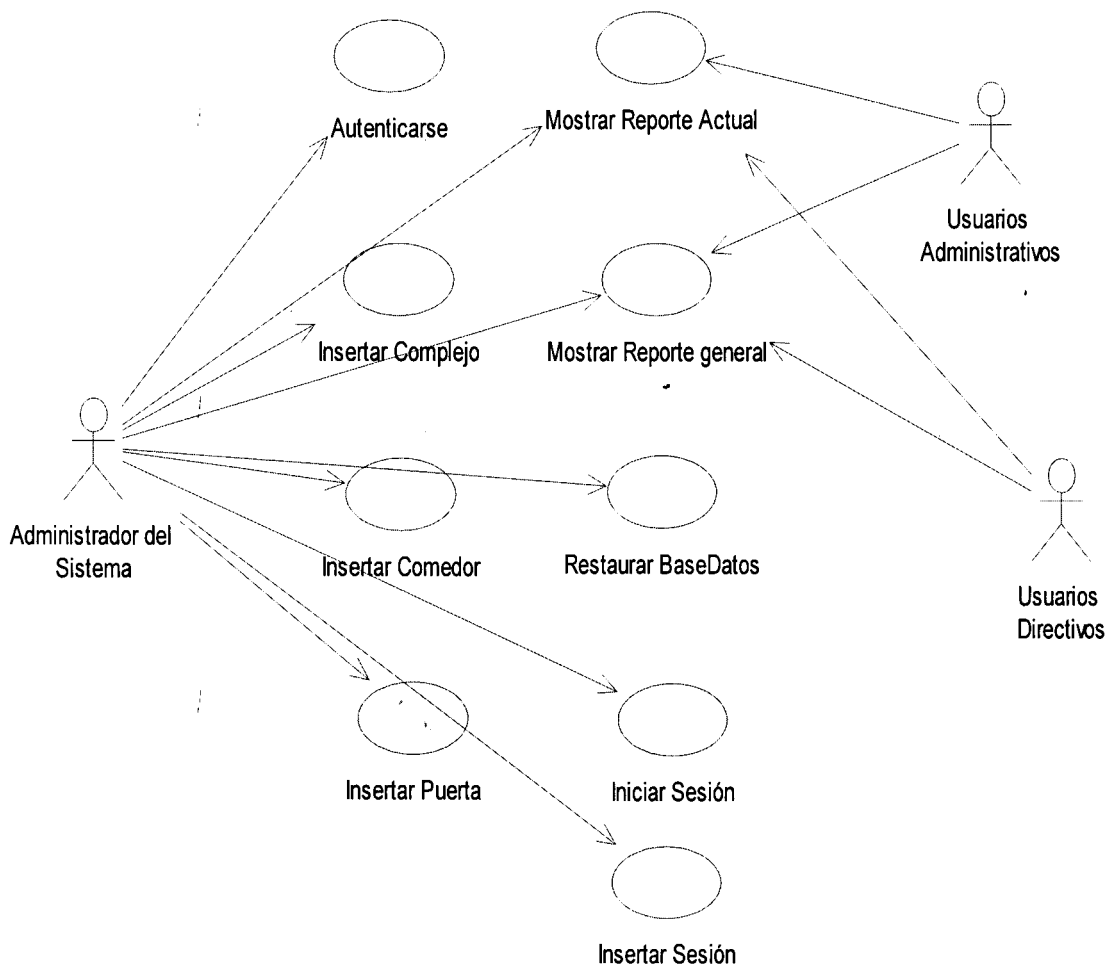 Autenticarse
Mostrar Reporte Actual
Usuarios
Administrativos
Insertar Complejo
Mostrar Reporte general
Administrador del
Sistema
Insertar Comedor
Restaurar BaseDatos
Usuarios
Directivos
Insertar Puerta
Iniciar Sesión
Insertar Sesión